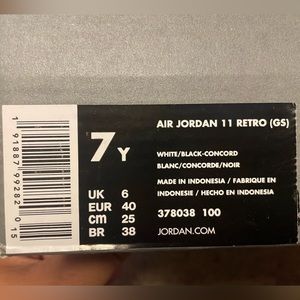 7 Y
UK 6
EUR 40
cm 25
BR 38
AIR JORDAN 11 RETRO (GS)
WHITE/BLACK-CONCORD
BLANC/CONCORDE/NOIR
MADE IN INDONESIA / FABRIQUE EN
INDONESIE / HECHO EN INDONESIA
378038 100
JORDAN.COM